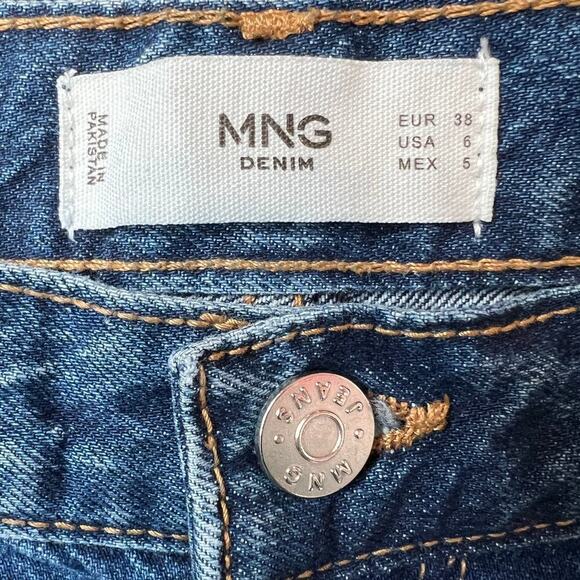 MADE IN
PAKISTAN
MNG
DENIM
EUR 38
USA 6
MEX 5
JEANS
MNG